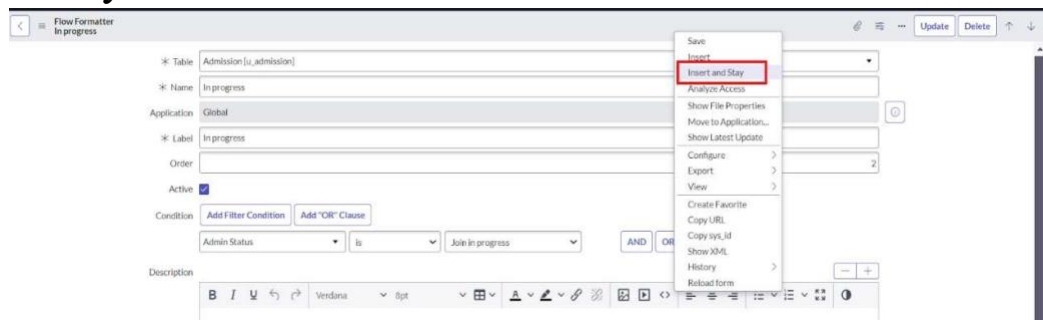 Flow Formatter
In progress
Update Delete
Save
Insert
Insert and Stay
Analyze Access
Show File Properties
Move to Application...
Show Latest Update
Configure
Export
View
Create Favorite
Copy URL
Copy sys_id
Show XML
History
Reload form
* Table Admission [u_admission]
* Name In progress
Application Global
* Label In progress
Order 2
Active
Condition Add Filter Condition Add "OR" Clause
Admin Status is Join in progress AND OR
Description
B I U Verdana 8pt A